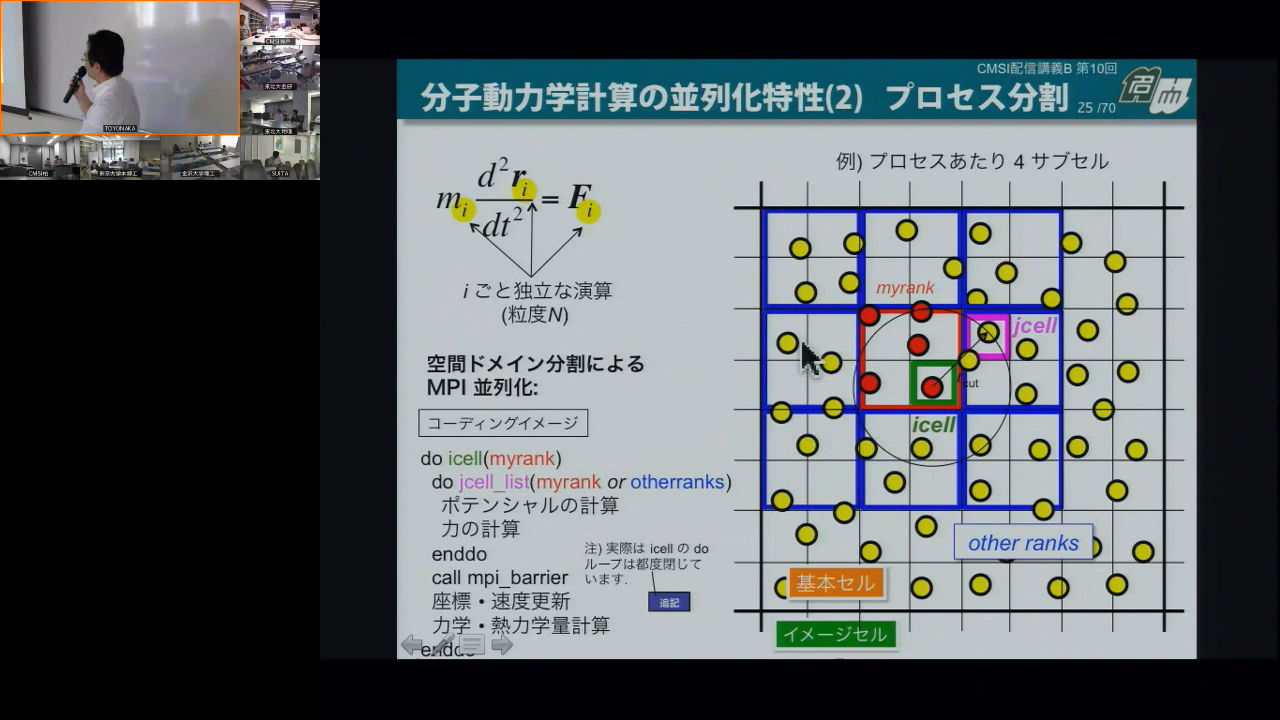 TOYONAKA
CMSI神戸
東北大金研
東北大物理
CMSI柏
東京大学本郷工
金沢大学理工
SUITA
CMSI配信講義B 第10回
分子動力学計算の並列化特性(2) プロセス分割
25 /70
m_i d²r_i/dt² = F_i
i ごと独立な演算
(粒度N)
空間ドメイン分割による
MPI 並列化:
コーディングイメージ
do icell(myrank)
do jcell_list(myrank or otherranks)
ポテンシャルの計算
力の計算
enddo
call mpi_barrier
座標・速度更新
力学・熱力学量計算
enddo
注) 実際は icell の do
ループは都度閉じて
います.
追記
例) プロセスあたり 4 サブセル
myrank
jcell
r_cut
icell
other ranks
基本セル
イメージセル